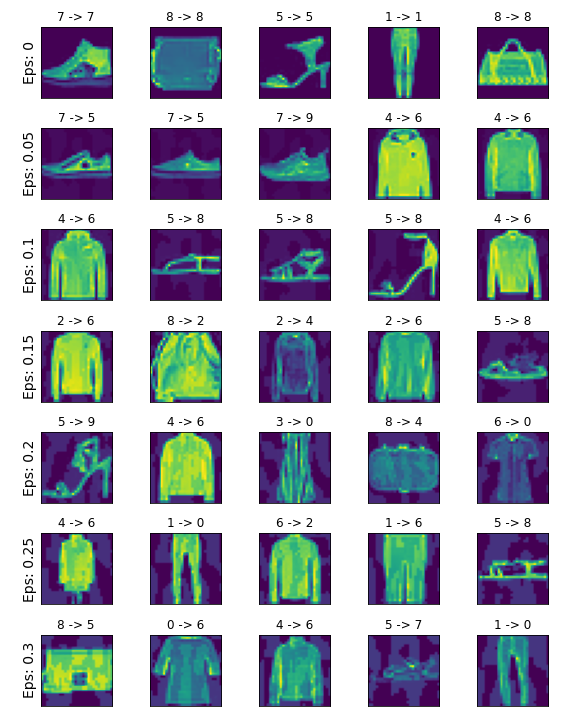 7 -> 7 8 -> 8 5 -> 5 1 -> 1 8 -> 8
Eps: 0
7 -> 5 7 -> 5 7 -> 9 4 -> 6 4 -> 6
Eps: 0.05
4 -> 6 5 -> 8 5 -> 8 5 -> 8 4 -> 6
Eps: 0.1
2 -> 6 8 -> 2 2 -> 4 2 -> 6 5 -> 8
Eps: 0.15
5 -> 9 4 -> 6 3 -> 0 8 -> 4 6 -> 0
Eps: 0.2
4 -> 6 1 -> 0 6 -> 2 1 -> 6 5 -> 8
Eps: 0.25
8 -> 5 0 -> 6 4 -> 6 5 -> 7 1 -> 0
Eps: 0.3